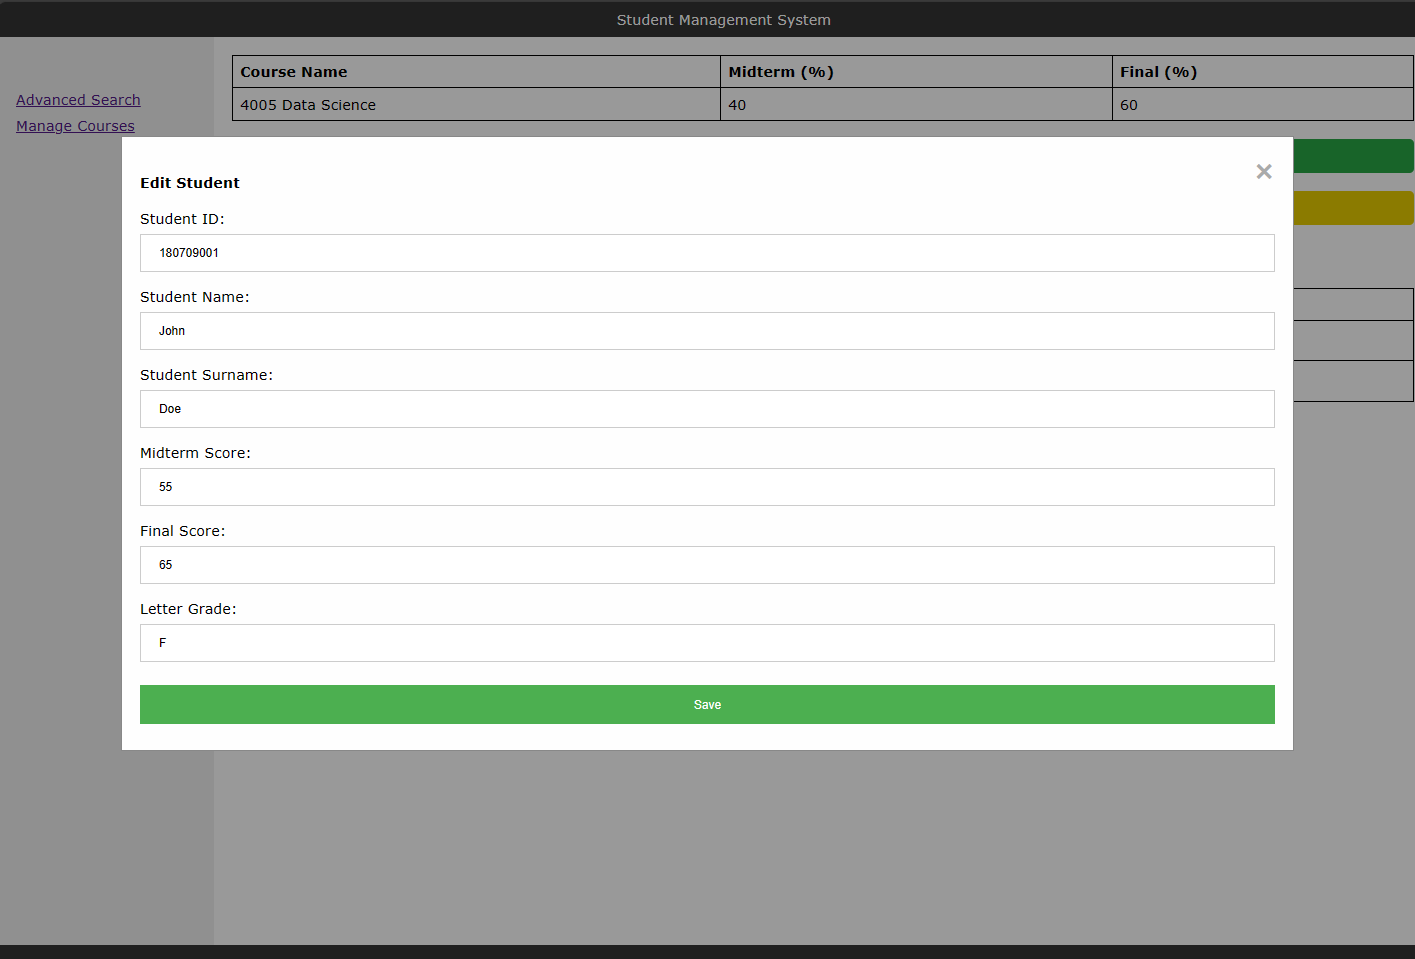 Student Management System
Advanced Search
Manage Courses
Course Name Midterm (%) Final (%)
4005 Data Science 40 60
×
Edit Student
Student ID:
180709001
Student Name:
John
Student Surname:
Doe
Midterm Score:
55
Final Score:
65
Letter Grade:
F
Save